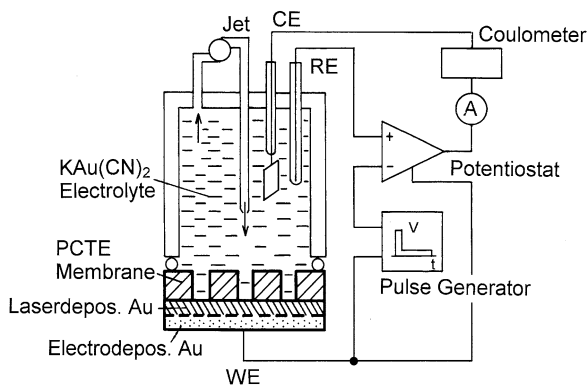 Jet
CE
Coulometer
RE
A
+
−
Potentiostat
KAu(CN)₂
Electrolyte
V
t
Pulse Generator
PCTE
Membrane
Laserdepos. Au
Electrodepos. Au
WE